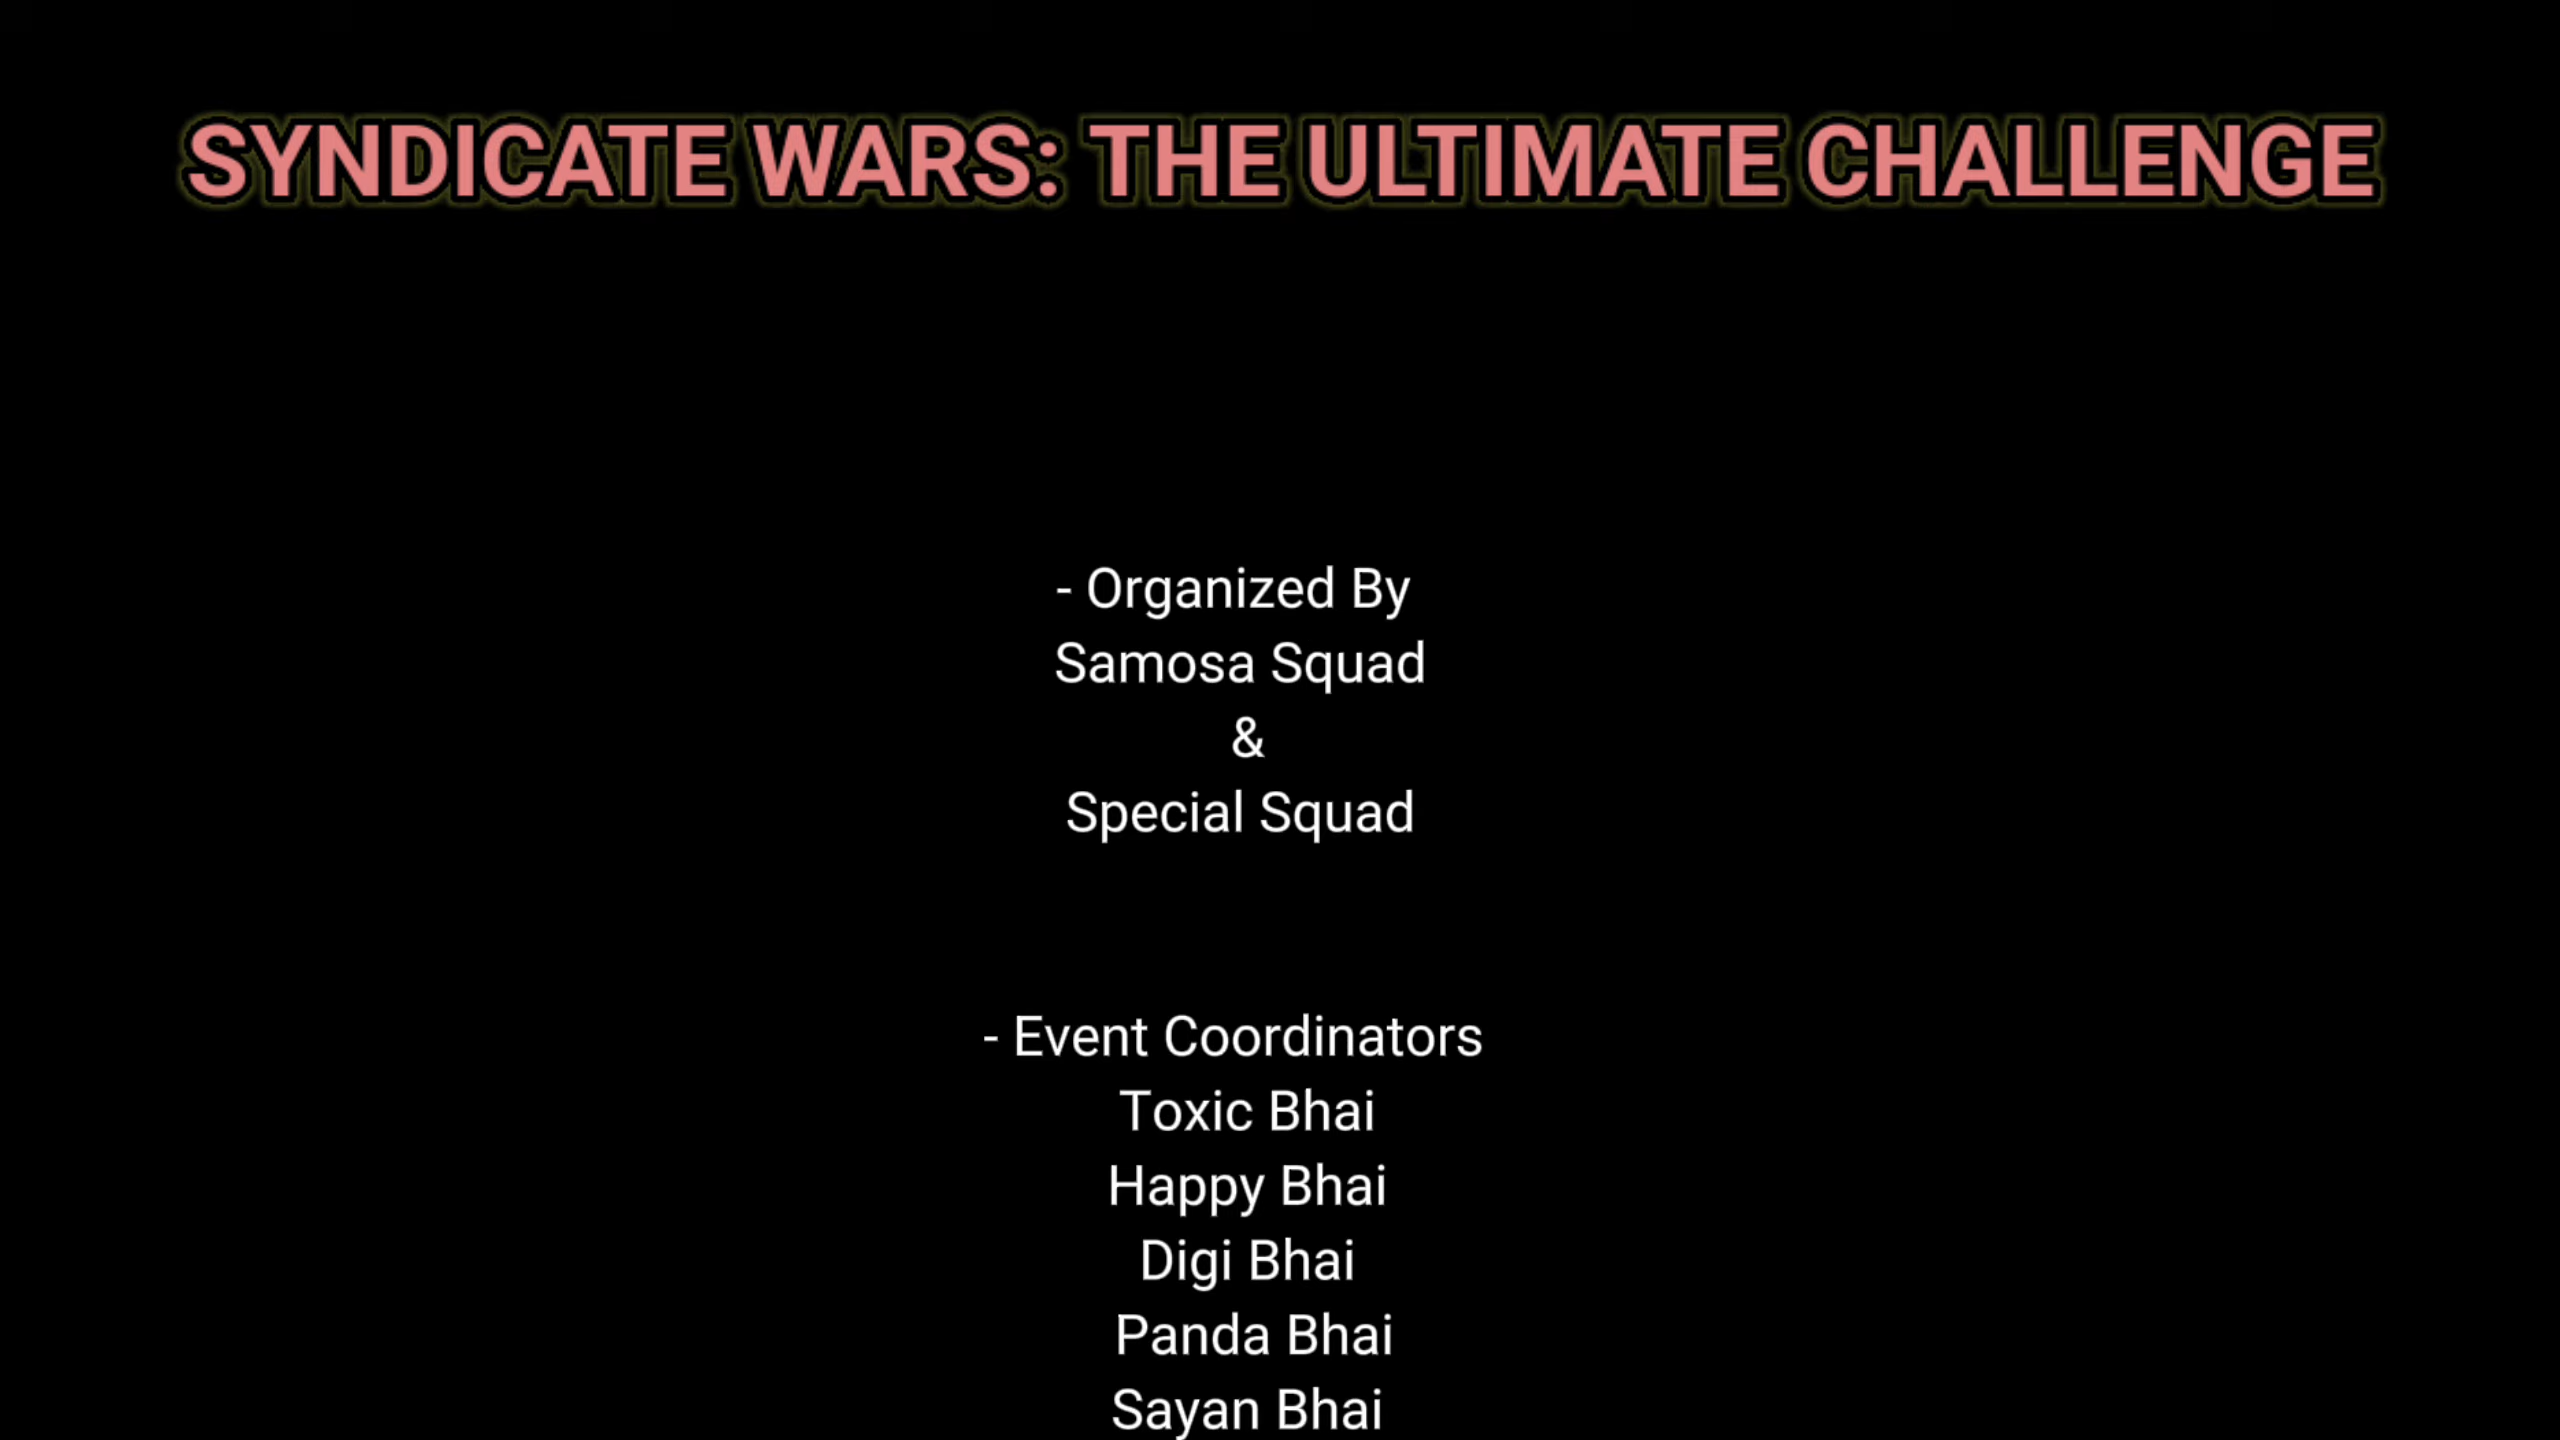 SYNDICATE WARS: THE ULTIMATE CHALLENGE
- Organized By
Samosa Squad
&
Special Squad
- Event Coordinators
Toxic Bhai
Happy Bhai
Digi Bhai
Panda Bhai
Sayan Bhai